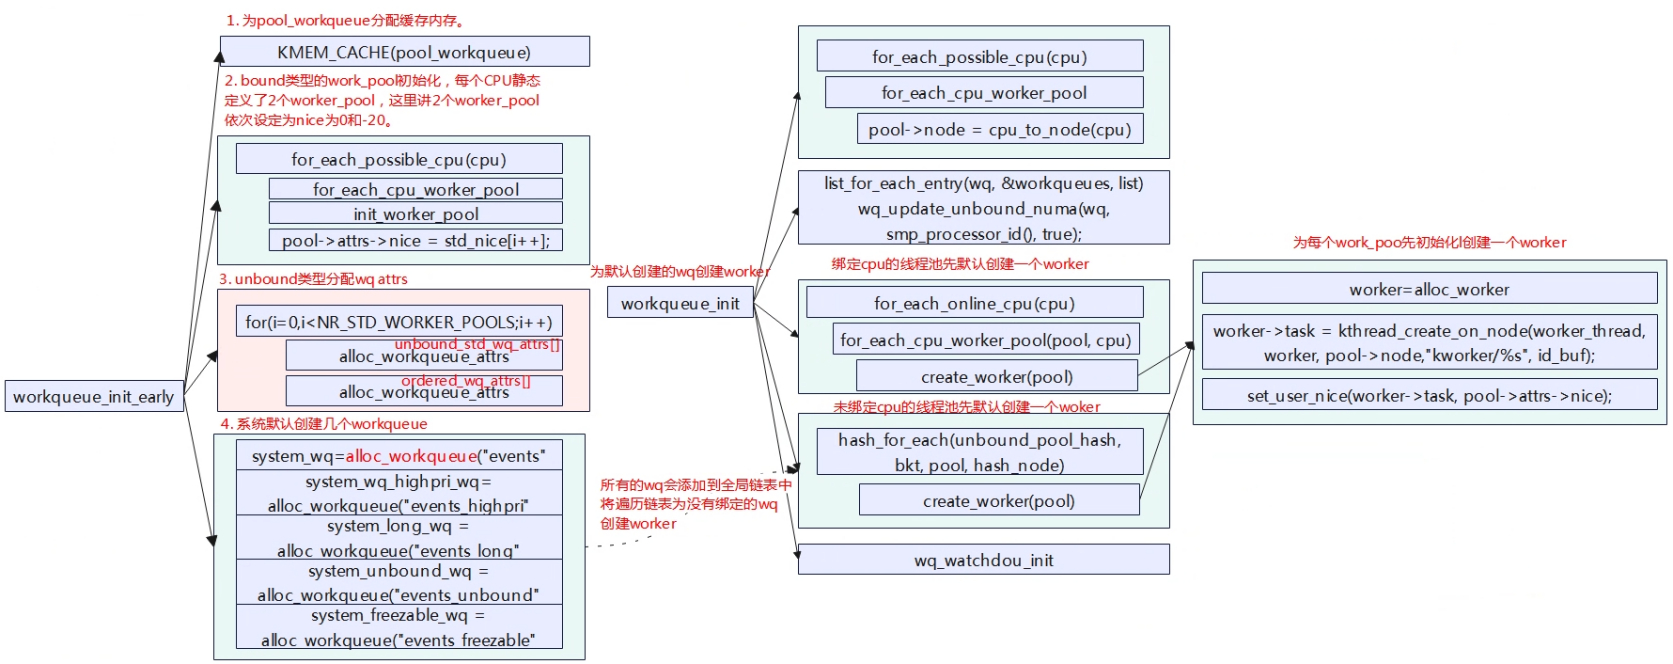 1. 为pool_workqueue分配缓存内存。
KMEM_CACHE(pool_workqueue)
2. bound类型的work_pool初始化，每个CPU静态
定义了2个worker_pool，这里讲2个worker_pool
依次设定为nice为0和-20。
for_each_possible_cpu(cpu)
for_each_cpu_worker_pool
init_worker_pool
pool->attrs->nice = std_nice[i++];
3. unbound类型分配wq attrs
for(i=0,i<NR_STD_WORKER_POOLS;i++)
unbound_std_wq_attrs[]
alloc_workqueue_attrs
ordered_wq_attrs[]
alloc_workqueue_attrs
workqueue_init_early
4. 系统默认创建几个workqueue
system_wq=alloc_workqueue("events"
system_wq_highpri_wq=
alloc_workqueue("events_highpri"
system_long_wq =
alloc_workqueue("events_long"
system_unbound_wq =
alloc_workqueue("events_unbound"
system_freezable_wq =
alloc_workqueue("events_freezable"
为默认创建的wq创建worker
workqueue_init
所有的wq会添加到全局链表中
将遍历链表为没有绑定的wq
创建worker
for_each_possible_cpu(cpu)
for_each_cpu_worker_pool
pool->node = cpu_to_node(cpu)
list_for_each_entry(wq, &workqueues, list)
wq_update_unbound_numa(wq,
smp_processor_id(), true);
绑定cpu的线程池先默认创建一个worker
for_each_online_cpu(cpu)
for_each_cpu_worker_pool(pool, cpu)
create_worker(pool)
未绑定cpu的线程池先默认创建一个woker
hash_for_each(unbound_pool_hash,
bkt, pool, hash_node)
create_worker(pool)
wq_watchdou_init
为每个work_poo先初始化l创建一个worker
worker=alloc_worker
worker->task = kthread_create_on_node(worker_thread,
worker, pool->node,"kworker/%s", id_buf);
set_user_nice(worker->task, pool->attrs->nice);